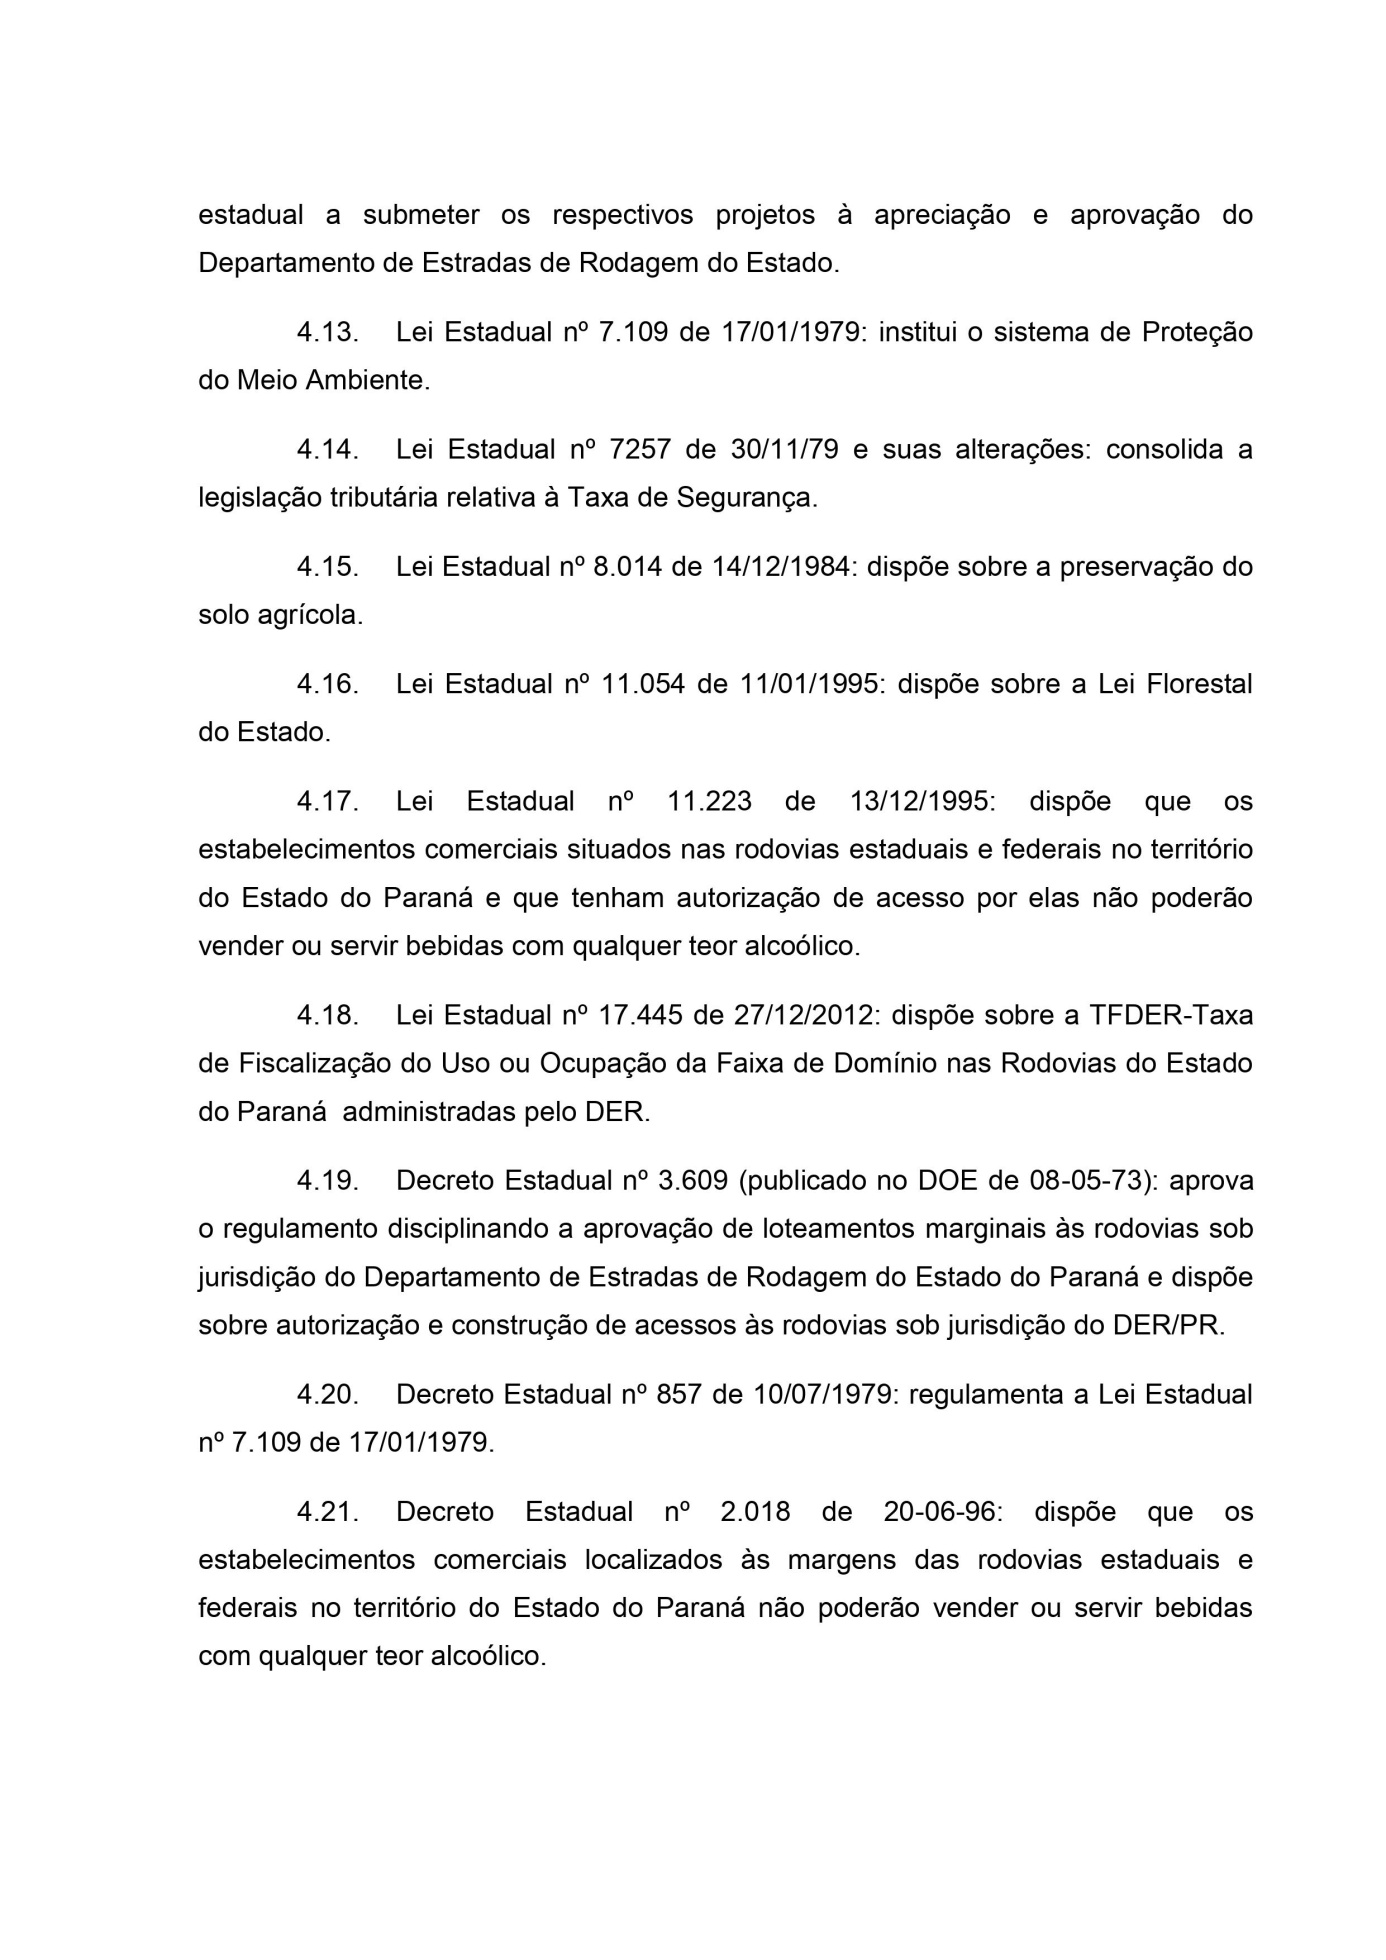 estadual a submeter os respectivos projetos à apreciação e aprovação do
Departamento de Estradas de Rodagem do Estado.
4.13. Lei Estadual nº 7.109 de 17/01/1979: institui o sistema de Proteção
do Meio Ambiente.
4.14. Lei Estadual nº 7257 de 30/11/79 e suas alterações: consolida a
legislação tributária relativa à Taxa de Segurança.
4.15. Lei Estadual nº 8.014 de 14/12/1984: dispõe sobre a preservação do
solo agrícola.
4.16. Lei Estadual nº 11.054 de 11/01/1995: dispõe sobre a Lei Florestal
do Estado.
4.17. Lei Estadual nº 11.223 de 13/12/1995: dispõe que os
estabelecimentos comerciais situados nas rodovias estaduais e federais no território
do Estado do Paraná e que tenham autorização de acesso por elas não poderão
vender ou servir bebidas com qualquer teor alcoólico.
4.18. Lei Estadual nº 17.445 de 27/12/2012: dispõe sobre a TFDER-Taxa
de Fiscalização do Uso ou Ocupação da Faixa de Domínio nas Rodovias do Estado
do Paraná  administradas pelo DER.
4.19. Decreto Estadual nº 3.609 (publicado no DOE de 08-05-73): aprova
o regulamento disciplinando a aprovação de loteamentos marginais às rodovias sob
jurisdição do Departamento de Estradas de Rodagem do Estado do Paraná e dispõe
sobre autorização e construção de acessos às rodovias sob jurisdição do DER/PR.
4.20. Decreto Estadual nº 857 de 10/07/1979: regulamenta a Lei Estadual
nº 7.109 de 17/01/1979.
4.21. Decreto Estadual nº 2.018 de 20-06-96: dispõe que os
estabelecimentos comerciais localizados às margens das rodovias estaduais e
federais no território do Estado do Paraná não poderão vender ou servir bebidas
com qualquer teor alcoólico.